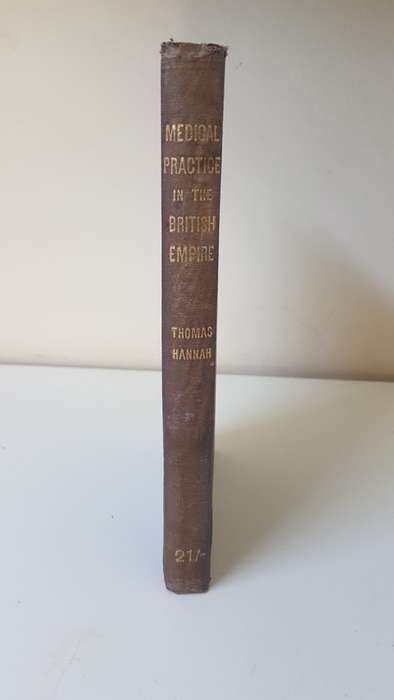 MEDICAL
PRACTICE
IN THE
BRITISH
EMPIRE
THOMAS
HANNAH
21/-